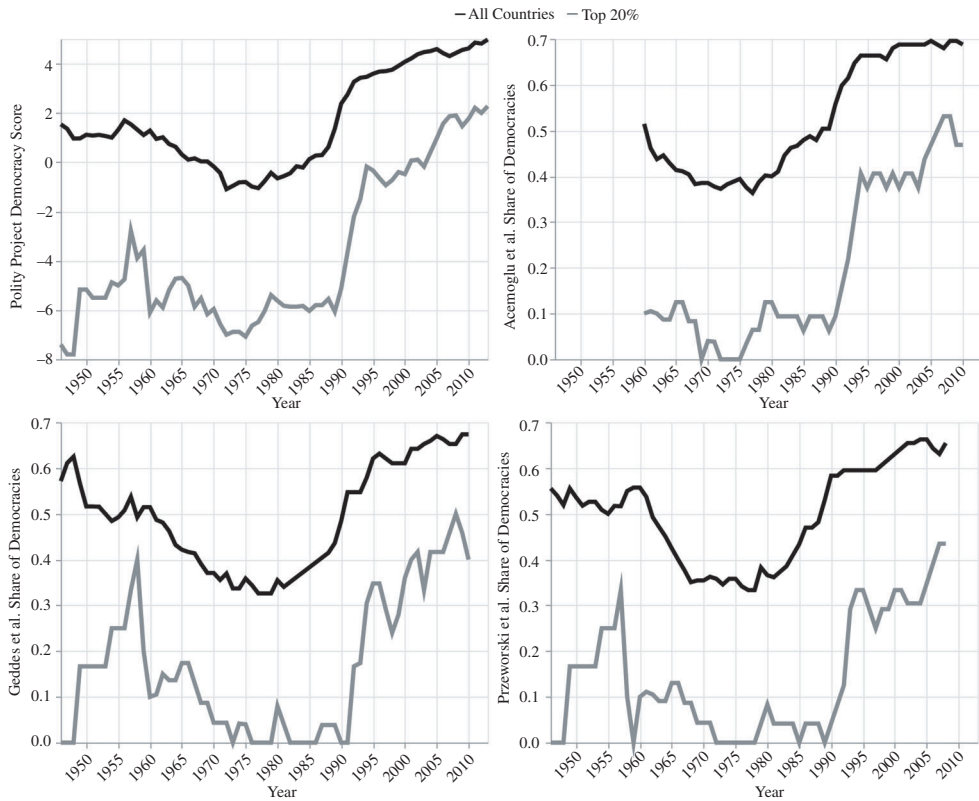 All Countries Top 20%
Polity Project Democracy Score
4
2
0
−2
−4
−6
−8
1950 1955 1960 1965 1970 1975 1980 1985 1990 1995 2000 2005 2010
Year
Acemoglu et al. Share of Democracies
0.7
0.6
0.5
0.4
0.3
0.2
0.1
0.0
1950 1955 1960 1965 1970 1975 1980 1985 1990 1995 2000 2005 2010
Year
Geddes et al. Share of Democracies
0.7
0.6
0.5
0.4
0.3
0.2
0.1
0.0
1950 1955 1960 1965 1970 1975 1980 1985 1990 1995 2000 2005 2010
Year
Przeworski et al. Share of Democracies
0.7
0.6
0.5
0.4
0.3
0.2
0.1
0.0
1950 1955 1960 1965 1970 1975 1980 1985 1990 1995 2000 2005 2010
Year